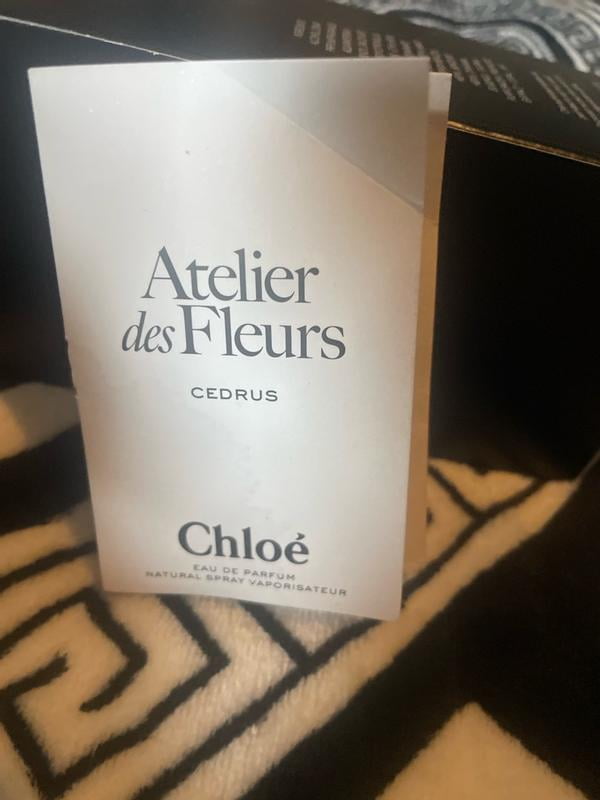 Atelier
des Fleurs
CEDRUS
Chloé
EAU DE PARFUM
NATURAL SPRAY VAPORISATEUR